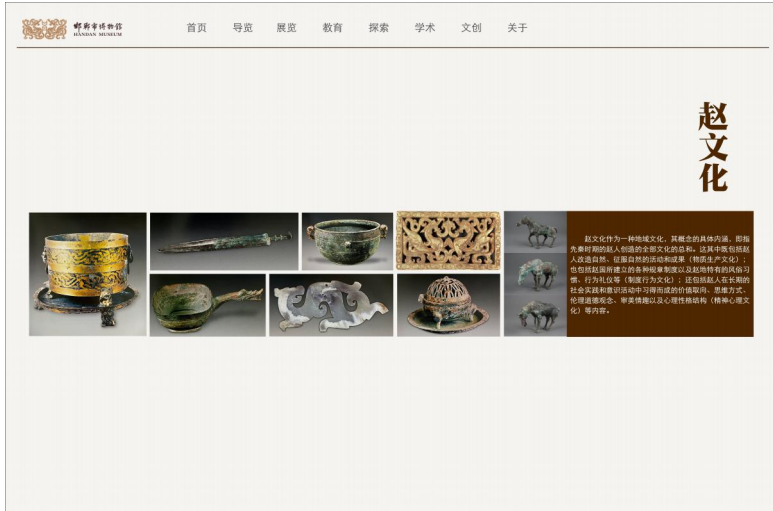 邯郸市博物馆
HANDAN MUSEUM
首页 导览 展览 教育 探索 学术 文创 关于
赵文化
赵文化作为一种地域文化、其概念的具体内涵，即指
先秦时期的赵人创造的全部文化的总和。这其中既包括赵
人改造自然、征服自然的活动和成果（物质生产文化）；
也包括赵国所建立的各种规章制度以及赵地特有的风俗习
惯、行为礼仪等（制度行为文化）；还包括赵人在长期的
社会实践和意识活动中习得而成的价值取向、思维方式、
伦理道德观念、审美情趣以及心理性格结构（精神心理文
化）等内容。